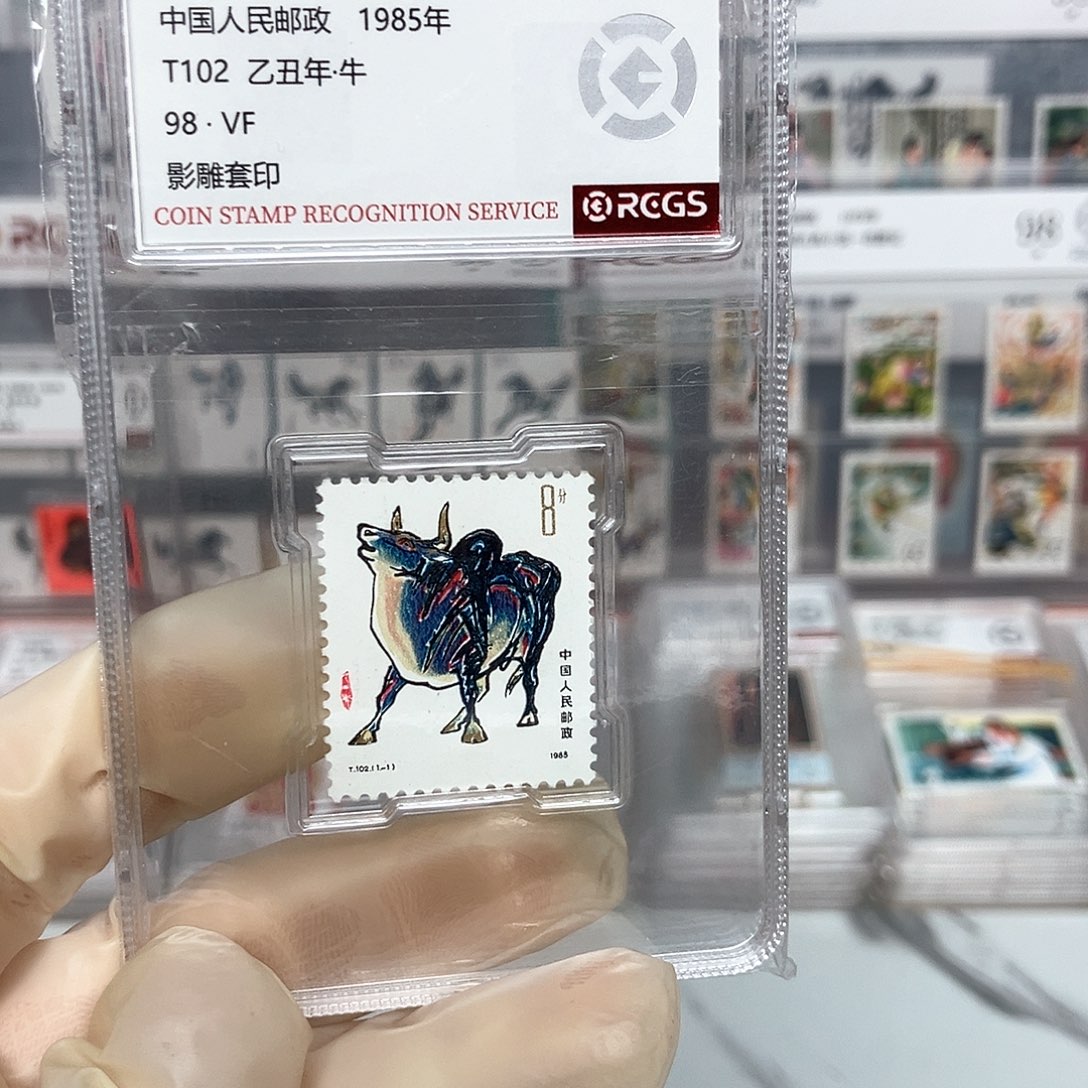 中国人民邮政 1985年
T102 乙丑年·牛
98 · VF
影雕套印
COIN STAMP RECOGNITION SERVICE
RCGS
8分
中国人民邮政
1985
T.102.(1-1)
98